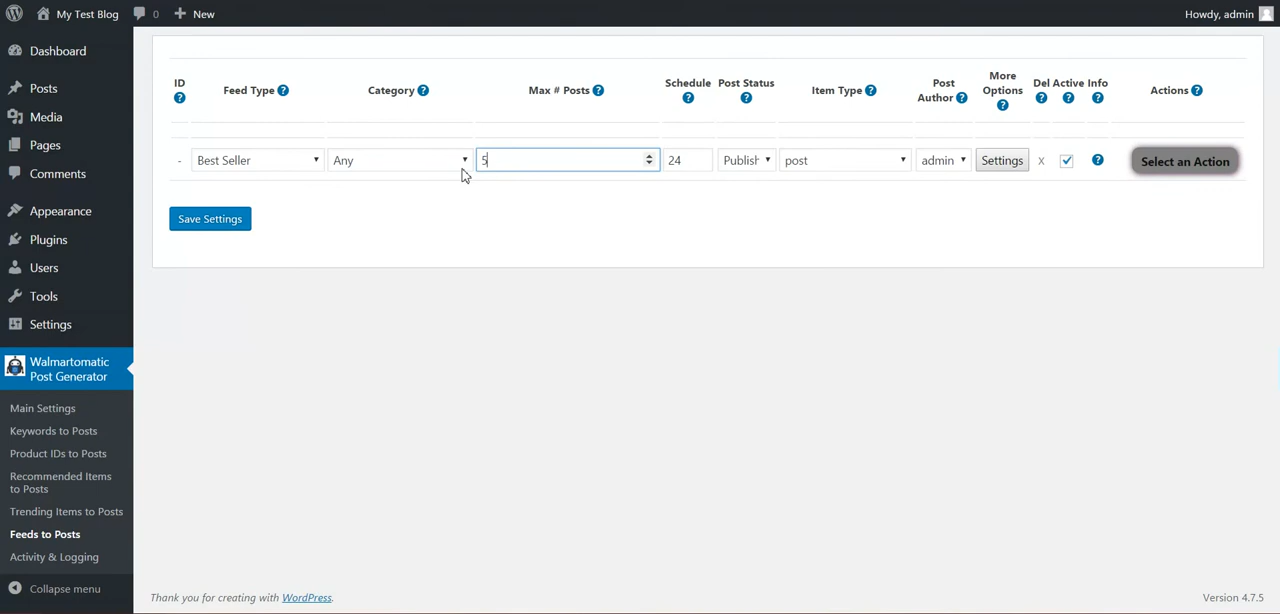 My Test Blog 0 New Howdy, admin
Dashboard
Posts
Media
Pages
Comments
Appearance
Plugins
Users
Tools
Settings
Walmartomatic
Post Generator
Main Settings
Keywords to Posts
Product IDs to Posts
Recommended Items
to Posts
Trending Items to Posts
Feeds to Posts
Activity & Logging
Collapse menu
ID ?
Feed Type ?
Category ?
Max # Posts ?
Schedule ?
Post Status ?
Item Type ?
Post
Author ?
More
Options
?
Del ?
Active ?
Info ?
Actions ?
- Best Seller Any 5 24 Publish post admin Settings X ? Select an Action
Save Settings
Thank you for creating with WordPress. Version 4.7.5